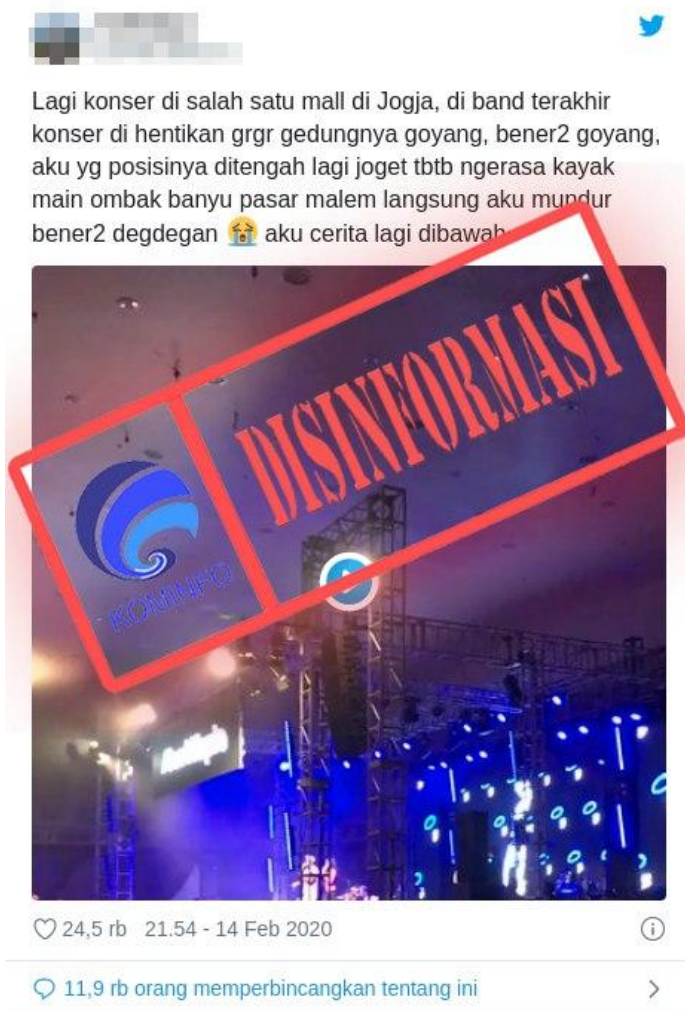 Lagi konser di salah satu mall di Jogja, di band terakhir
konser di hentikan grgr gedungnya goyang, bener2 goyang,
aku yg posisinya ditengah lagi joget tbtb ngerasa kayak
main ombak banyu pasar malem langsung aku mundur
bener2 degdegan 😭 aku cerita lagi dibawah
DISINFORMASI
KOMINFO
24,5 rb 21.54 - 14 Feb 2020
11,9 rb orang memperbincangkan tentang ini